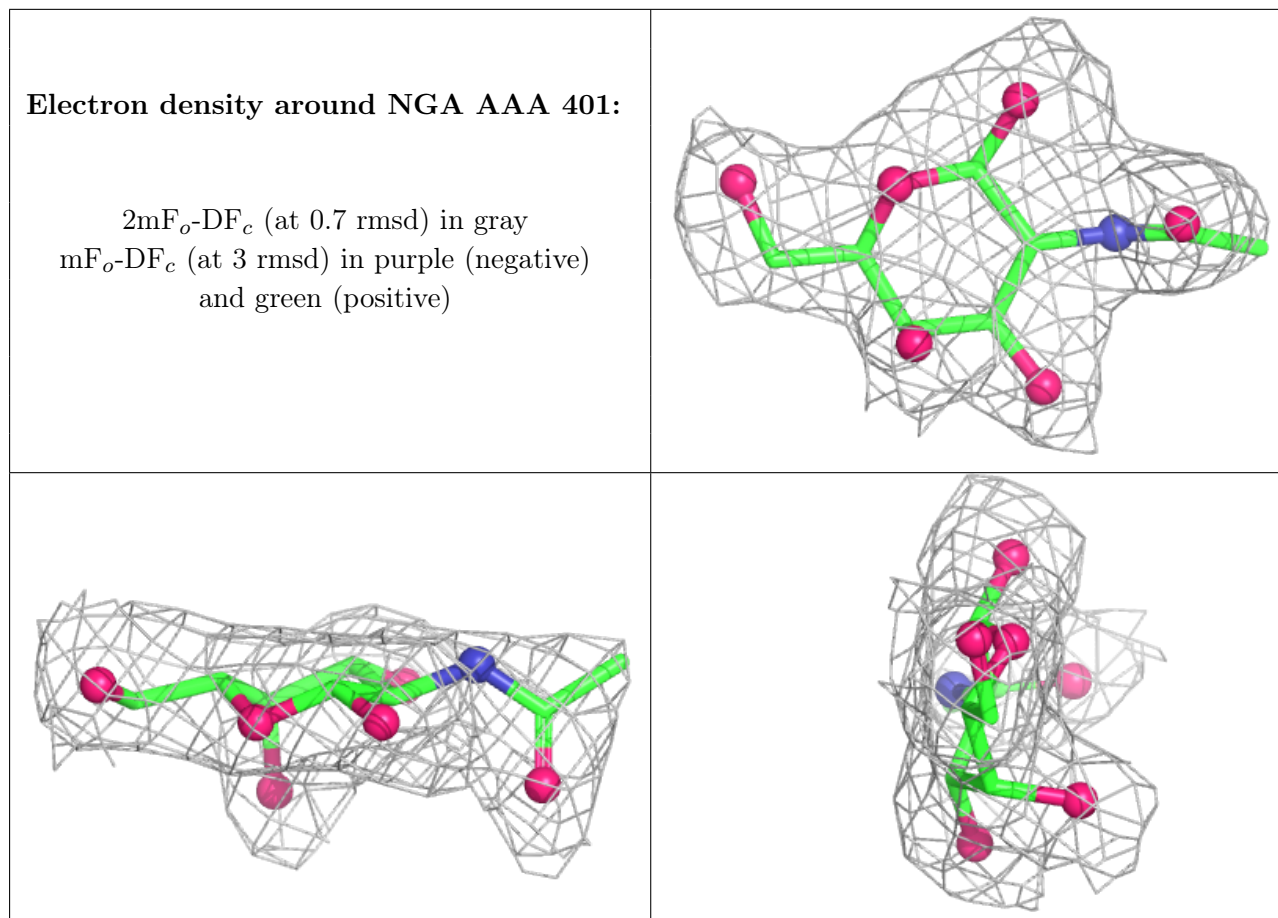 Electron density around NGA AAA 401:
2mFo-DFc (at 0.7 rmsd) in gray
mFo-DFc (at 3 rmsd) in purple (negative)
and green (positive)